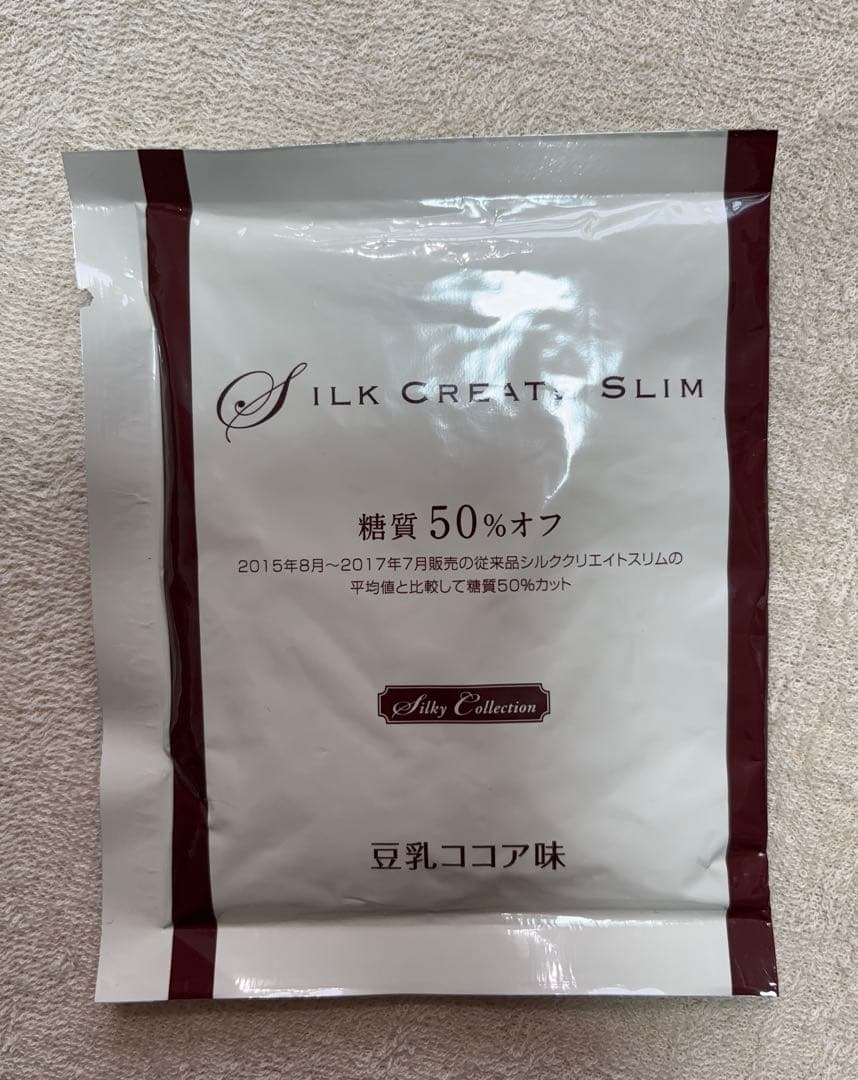 SILK CREATE SLIM
糖質50%オフ
2015年8月～2017年7月販売の従来品シルククリエイトスリムの
平均値と比較して糖質50%カット
Silky Collection
豆乳ココア味